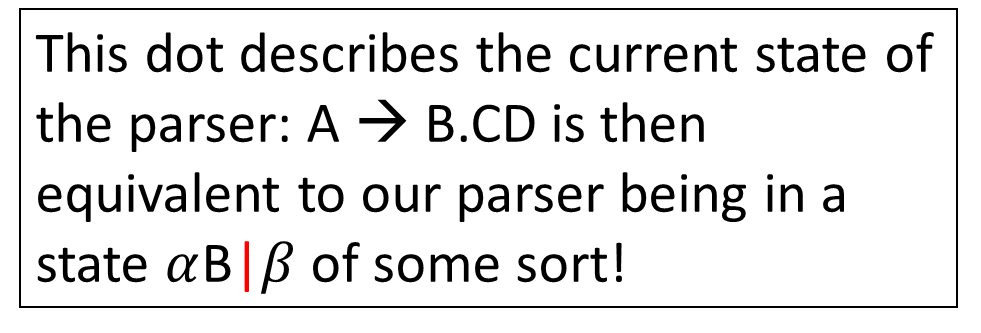 This dot describes the current state of
the parser: A → B.CD is then
equivalent to our parser being in a
state 𝛼B|𝛽 of some sort!